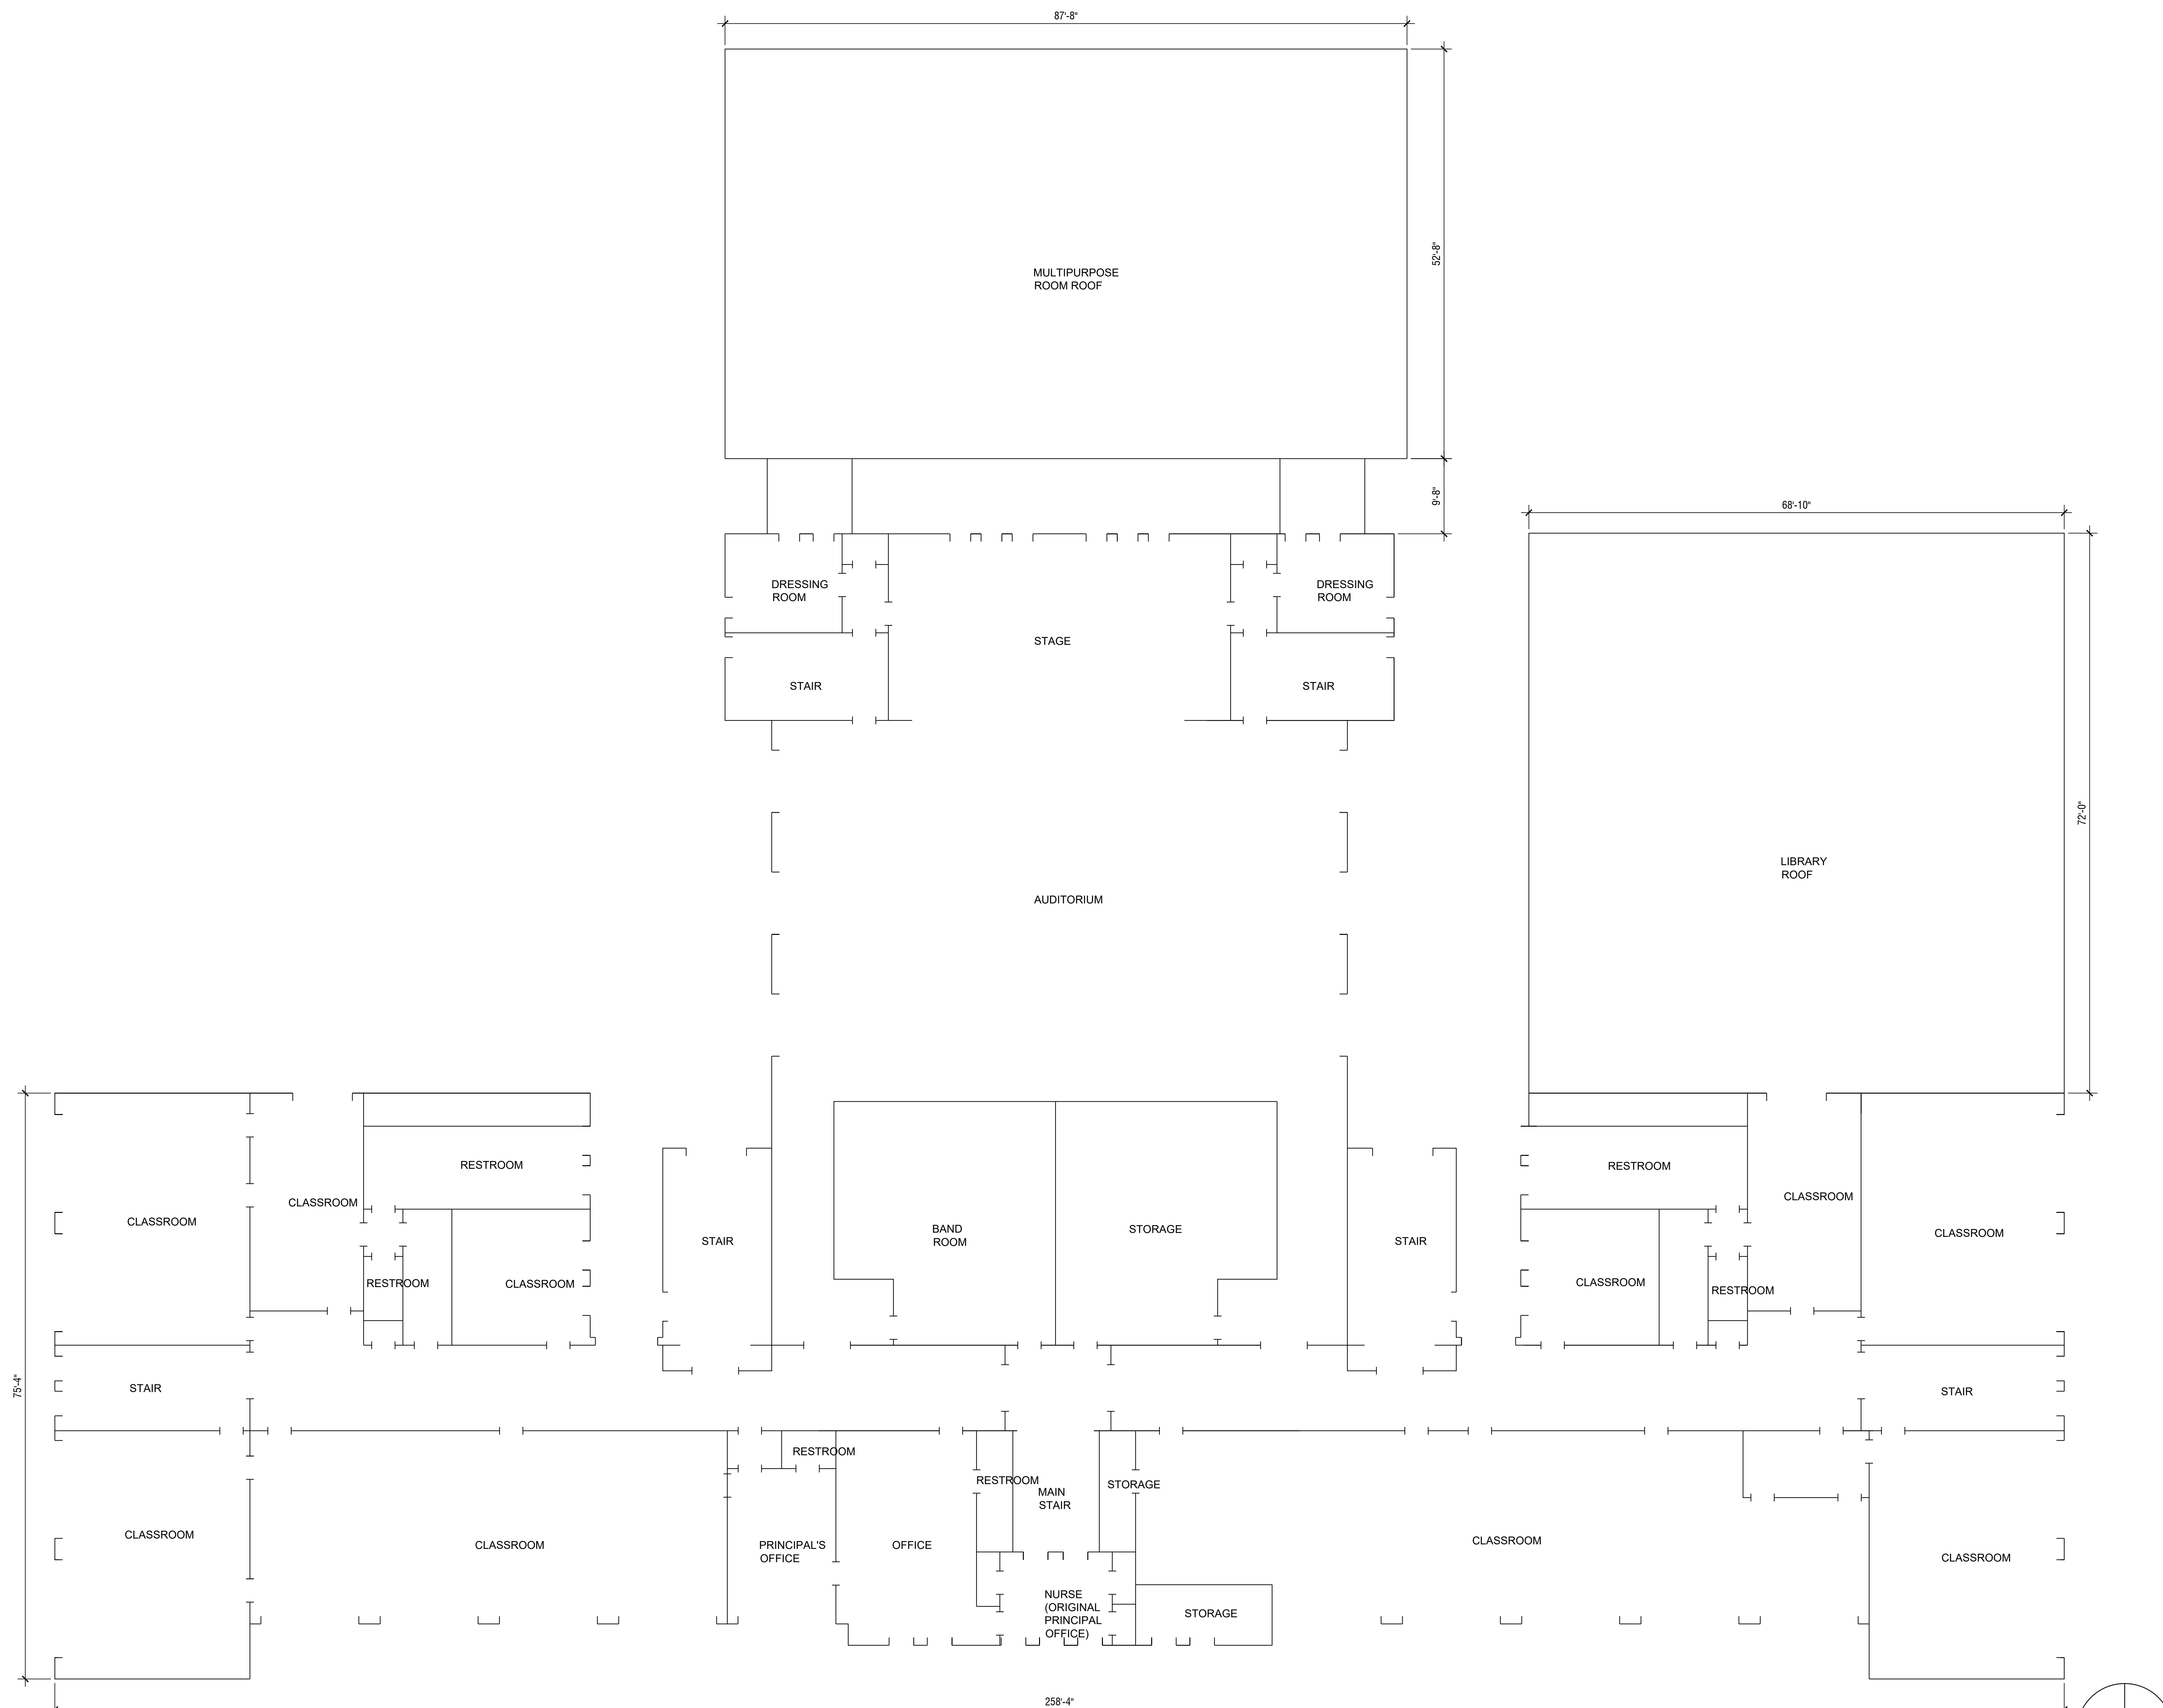 87'-8"
52'-8"
MULTIPURPOSE
ROOM ROOF
9'-8"
68'-10"
DRESSING
ROOM
DRESSING
ROOM
STAGE
STAIR
STAIR
72'-0"
LIBRARY
ROOF
AUDITORIUM
RESTROOM
RESTROOM
CLASSROOM
CLASSROOM
CLASSROOM
BAND
ROOM
STORAGE
CLASSROOM
STAIR
STAIR
RESTROOM
CLASSROOM
CLASSROOM
RESTROOM
75'-4"
STAIR
STAIR
RESTROOM
RESTROOM
MAIN
STAIR
STORAGE
CLASSROOM
CLASSROOM
PRINCIPAL'S
OFFICE
OFFICE
CLASSROOM
CLASSROOM
NURSE
(ORIGINAL
PRINCIPAL
OFFICE)
STORAGE
258'-4"